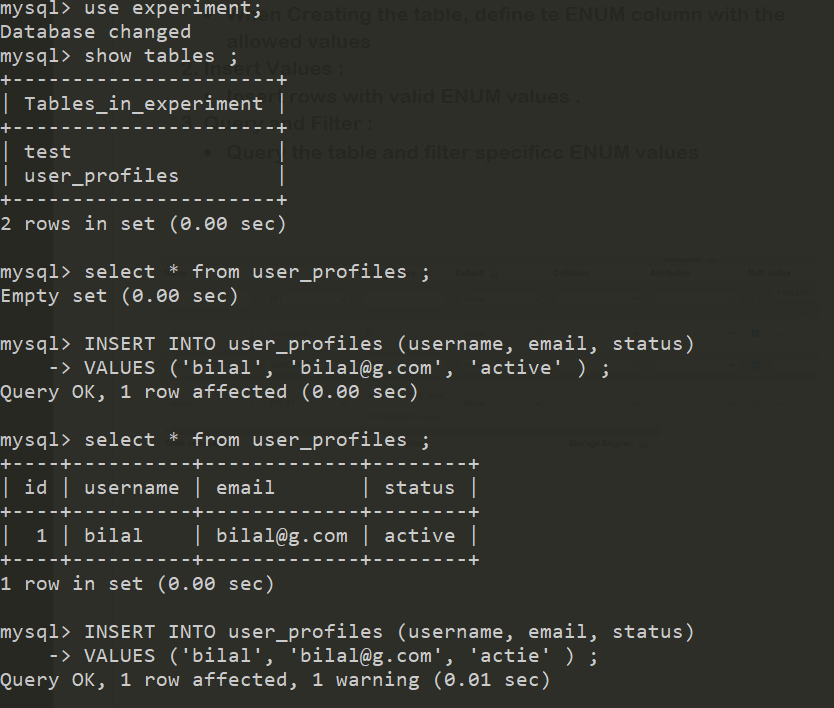 mysql> use experiment;
Database changed
mysql> show tables ;
+----------------------+
| Tables_in_experiment |
+----------------------+
| test                 |
| user_profiles        |
+----------------------+
2 rows in set (0.00 sec)
mysql> select * from user_profiles ;
Empty set (0.00 sec)
mysql> INSERT INTO user_profiles (username, email, status)
    -> VALUES ('bilal', 'bilal@g.com', 'active' ) ;
Query OK, 1 row affected (0.00 sec)
mysql> select * from user_profiles ;
+----+----------+-------------+--------+
| id | username | email       | status |
+----+----------+-------------+--------+
|  1 | bilal    | bilal@g.com | active |
+----+----------+-------------+--------+
1 row in set (0.00 sec)
mysql> INSERT INTO user_profiles (username, email, status)
    -> VALUES ('bilal', 'bilal@g.com', 'actie' ) ;
Query OK, 1 row affected, 1 warning (0.01 sec)
When Creating the table, define te ENUM column with the
allowed values
2. Insert Values :
Insert rows with valid ENUM values .
3. Query and Filter :
Query the table and filter specificc ENUM values